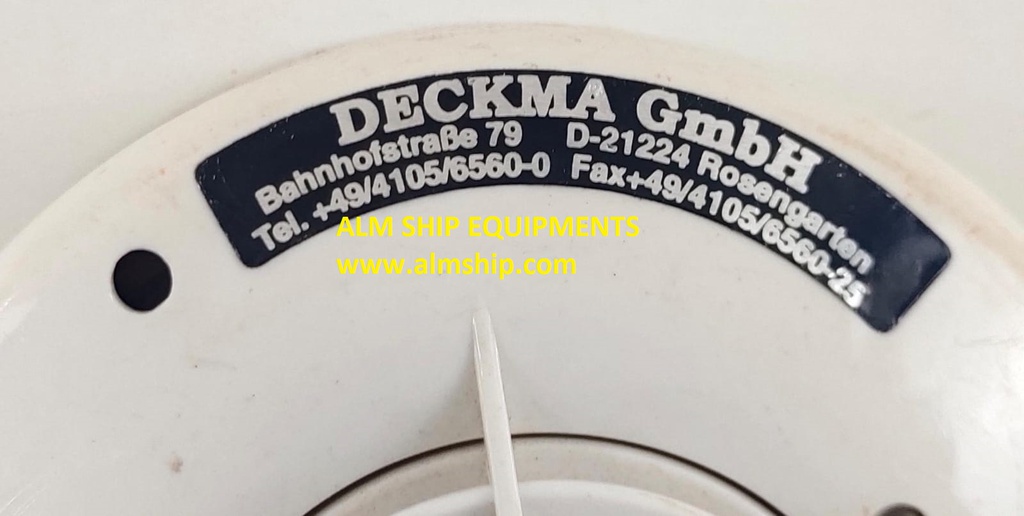 DECKMA GmbH
Bahnhofstraße 79 D-21224 Rosengarten
Tel. +49/4105/6560-0 Fax+49/4105/6560-25
ALM SHIP EQUIPMENTS
www.almship.com